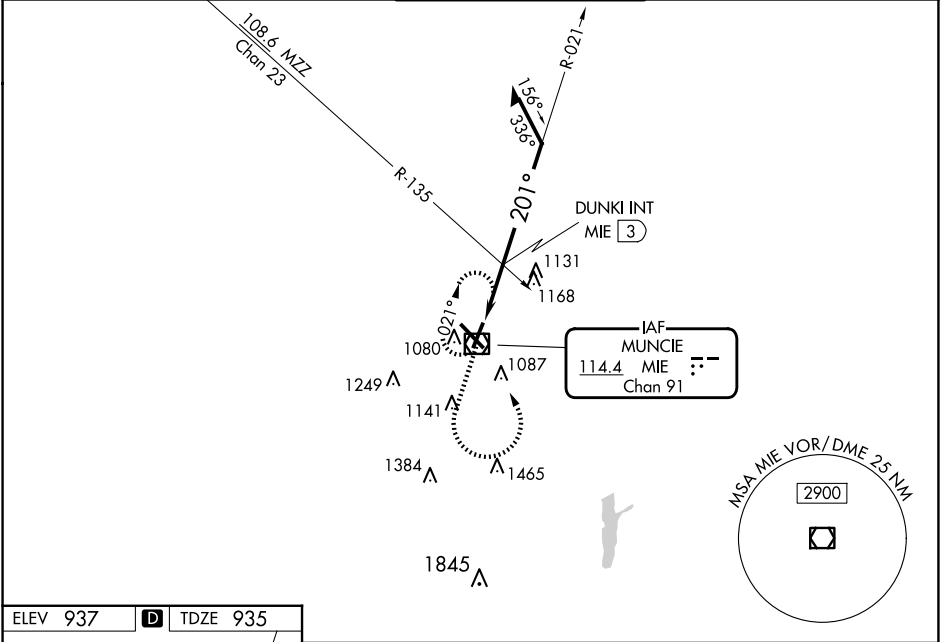 108.6 MZZ
Chan 23
R-021
156°
336°
R-135
201°
DUNKI INT
MIE 3
1131
1168
021°
1080
IAF
MUNCIE
114.4 MIE
Chan 91
1087
1249
1141
1384
1465
MSA MIE VOR/DME 25 NM
2900
1845
ELEV 937 D TDZE 935